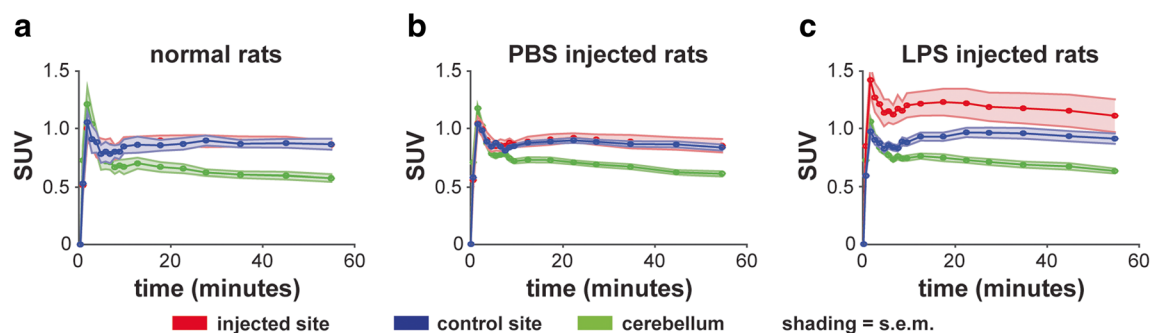 a
normal rats
SUV
1.5
1.0
0.5
0
0 20 40 60
time (minutes)
b
PBS injected rats
SUV
1.5
1.0
0.5
0
0 20 40 60
time (minutes)
c
LPS injected rats
SUV
1.5
1.0
0.5
0
0 20 40 60
time (minutes)
injected site control site cerebellum shading = s.e.m.